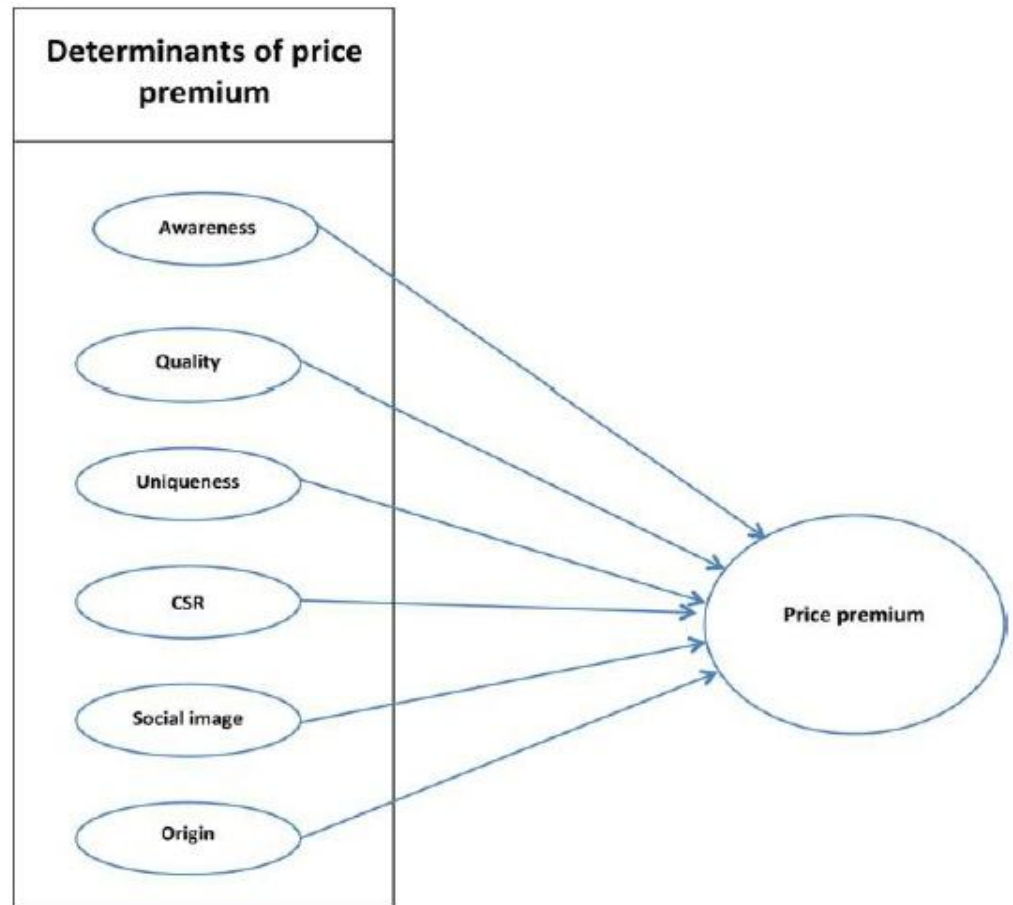 Determinants of price
premium
Awareness
Quality
Uniqueness
CSR
Social image
Origin
Price premium